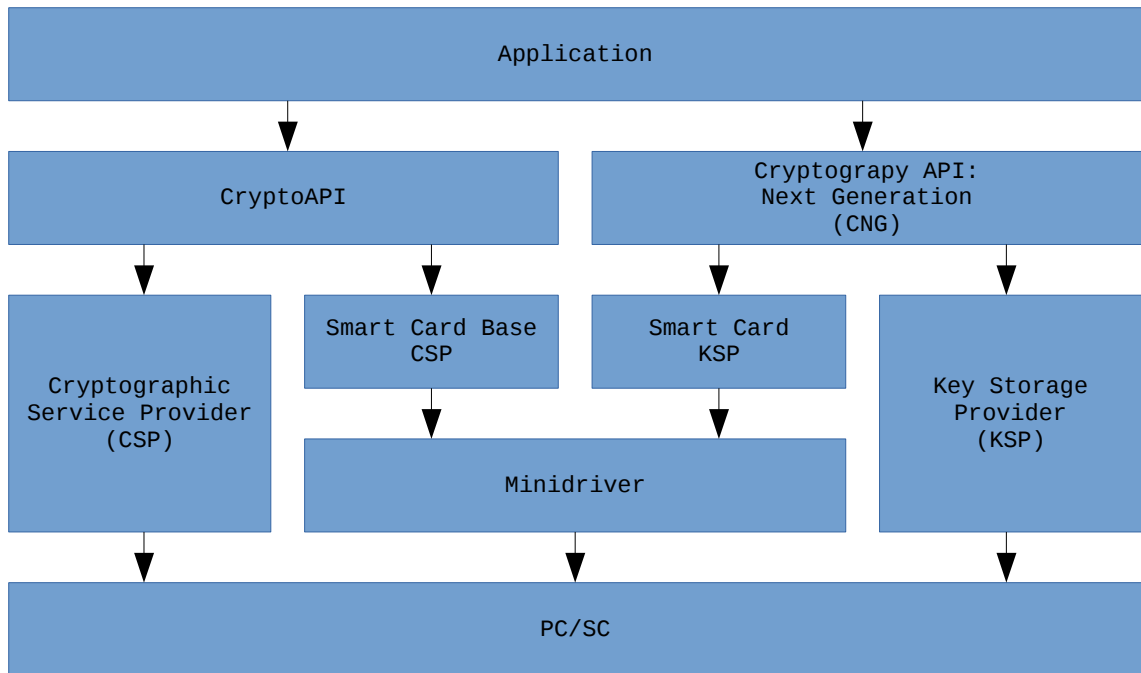 Application
CryptoAPI
Cryptograpy API:
Next Generation
(CNG)
Smart Card Base
CSP
Smart Card
KSP
Cryptographic
Service Provider
(CSP)
Key Storage
Provider
(KSP)
Minidriver
PC/SC